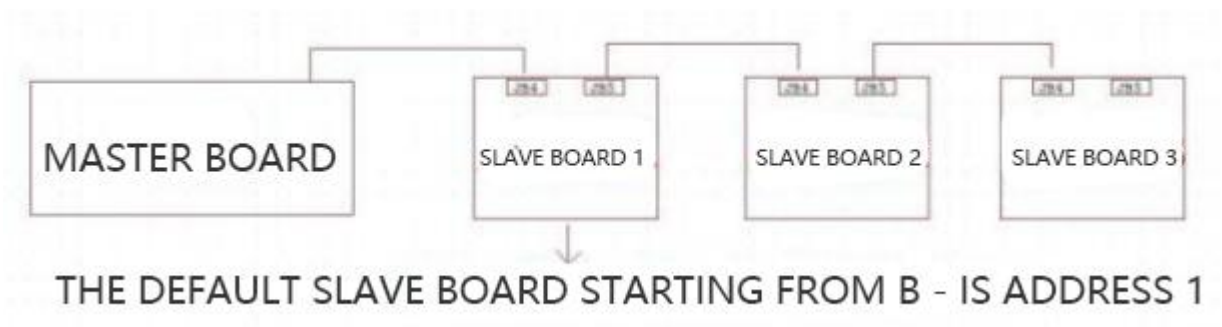 MASTER BOARD
SLAVE BOARD 1
SLAVE BOARD 2
SLAVE BOARD 3
THE DEFAULT SLAVE BOARD STARTING FROM B - IS ADDRESS 1